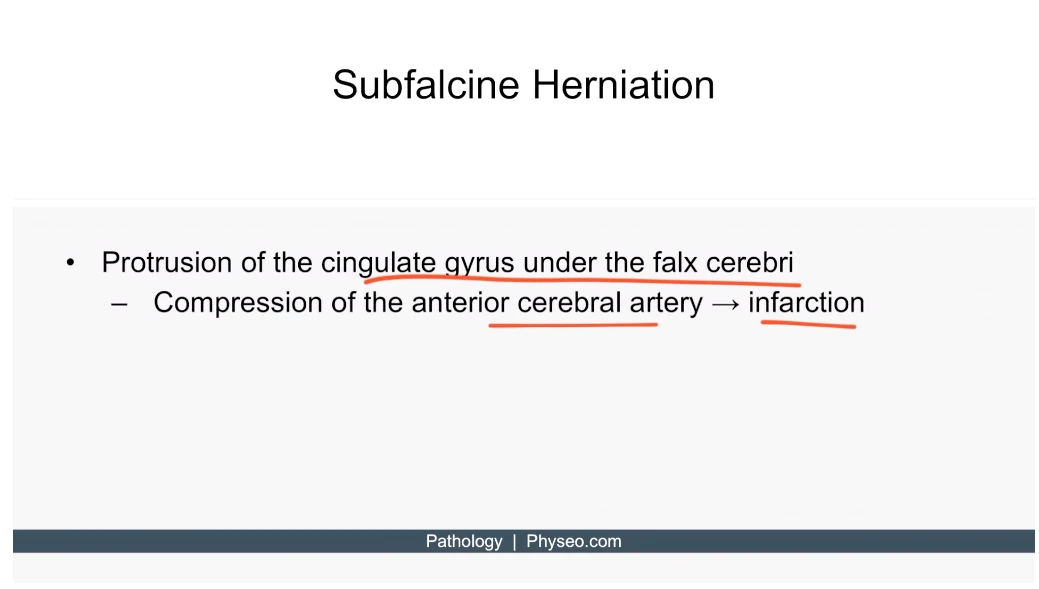 Subfalcine Herniation
• Protrusion of the cingulate gyrus under the falx cerebri
– Compression of the anterior cerebral artery → infarction
Pathology | Physeo.com